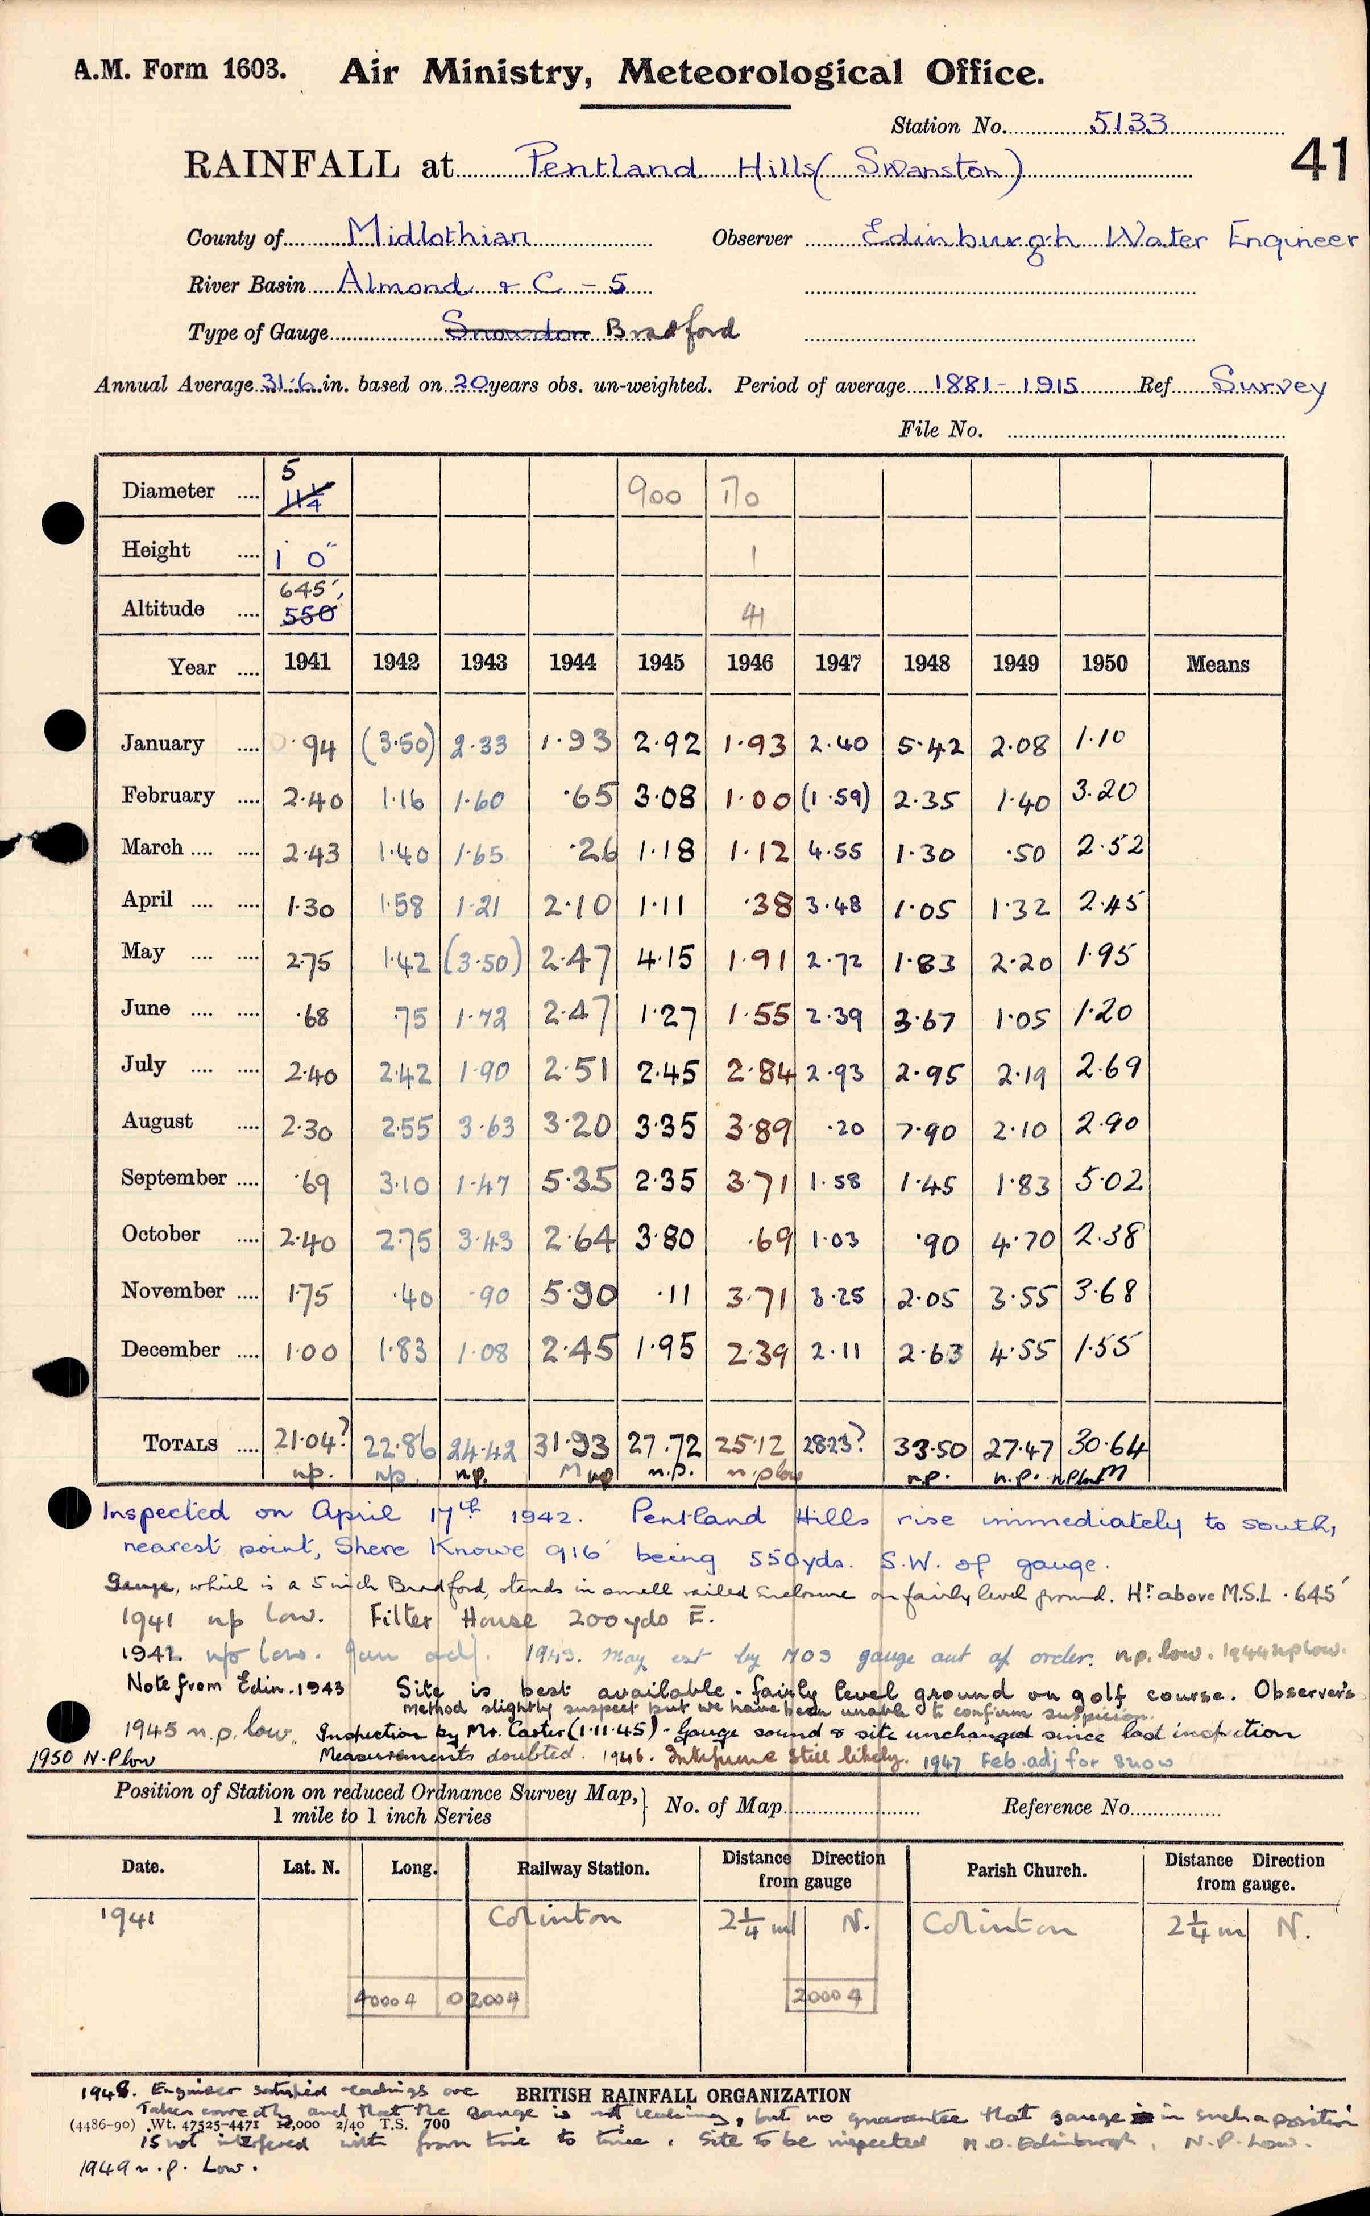 A.M. Form 1603. Air Ministry, Meteorological Office.
Station No. 5133
41
RAINFALL at Pentland Hills (Swanston)
County of Midlothian Observer Edinburgh Water Engineer
River Basin Almond & C - 5
Type of Gauge Snowdon Bradford
Annual Average 31.6 in. based on 20 years obs. un-weighted. Period of average 1881 - 1915 Ref. Survey
File No.
Diameter .... 5 11¼ 900 170
Height .... 1' 0" 1
Altitude .... 645', 550 41
Year .... 1941 1942 1943 1944 1945 1946 1947 1948 1949 1950 Means
January .... 0.94 (3.50) 2.33 1.93 2.92 1.93 2.40 5.42 2.08 1.10
February .... 2.40 1.16 1.60 .65 3.08 1.00 (1.59) 2.35 1.40 3.20
March .... .... 2.43 1.40 1.65 .26 1.18 1.12 4.55 1.30 .50 2.52
April .... .... 1.30 1.58 1.21 2.10 1.11 .38 3.48 1.05 1.32 2.45
May .... .... 2.75 1.42 (3.50) 2.47 4.15 1.91 2.72 1.83 2.20 1.95
June .... .... .68 .75 1.72 2.47 1.27 1.55 2.39 3.67 1.05 1.20
July .... .... 2.40 2.42 1.90 2.51 2.45 2.84 2.93 2.95 2.19 2.69
August .... 2.30 2.55 3.63 3.20 3.35 3.89 .20 7.90 2.10 2.90
September .... .69 3.10 1.47 5.35 2.35 3.71 1.58 1.45 1.83 5.02
October .... 2.40 2.75 3.43 2.64 3.80 .69 1.03 .90 4.70 2.38
November .... 1.75 .40 .90 5.90 .11 3.71 3.25 2.05 3.55 3.68
December .... 1.00 1.83 1.08 2.45 1.95 2.39 2.11 2.63 4.55 1.55
TOTALS .... 21.04? 22.86 24.42 31.93 27.72 25.12 28.23? 33.50 27.47 30.64
np. np. np. M np n.p. n.p low np. n.p. n p low M
Inspected on April 17th 1942. Pentland Hills rise immediately to south,
nearest point, Shere Knowe 916' being 550yds. S.W. of gauge.
Gauge, which is a 5 inch Bradford, stands in small railed enclosure on fairly level ground. Ht above M.S.L. 645'
1941 np low. Filter House 200 yds E.
1942 n/p low. Jan adj. 1943. May est by MOS gauge out of order. n.p. low. 1944 n p low.
Note from Edin. 1943 Site is best available - fairly level ground on golf course. Observer's
method slightly suspect but we have been unable to confirm suspicion.
1945 n.p. low. Inspection by Mr. Carter (1.11.45) - Gauge sound & site unchanged since last inspection
1950 N.P low Measurements doubted. 1946. still likely. 1947 Feb. adj for snow
Position of Station on reduced Ordnance Survey Map, 1 mile to 1 inch Series } No. of Map Reference No.
Date. Lat. N. Long. Railway Station. Distance Direction from gauge Parish Church. Distance Direction from gauge.
1941 Colinton 2¼ m N. Colinton 2¼ m N.
40004 02004 20004
1948. Engineer satisfied readings are BRITISH RAINFALL ORGANIZATION
Taken correctly and that the gauge is not leaking, but no guarantee that gauge in such a position
(4486-90) Wt. 47525-4471 12,000 2/40 T.S. 700
is not interfered with from time to time. Site to be inspected M.O. Edinburgh. N.P. Low.
1949 n.p. Low.